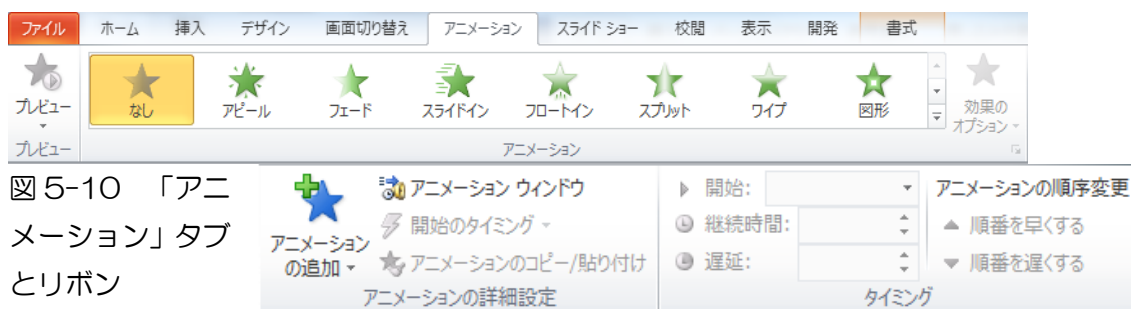 ファイル ホーム 挿入 デザイン 画面切り替え アニメーション スライド ショー 校閲 表示 開発 書式
プレビュー なし アピール フェード スライドイン フロートイン スプリット ワイプ 図形 効果の
オプション
プレビュー アニメーション
図 5-10 「アニ
メーション」タブ
とリボン
アニメーション
の追加
アニメーション ウィンドウ
開始のタイミング
アニメーションのコピー/貼り付け
アニメーションの詳細設定
開始:
継続時間:
遅延:
タイミング
アニメーションの順序変更
順番を早くする
順番を遅くする